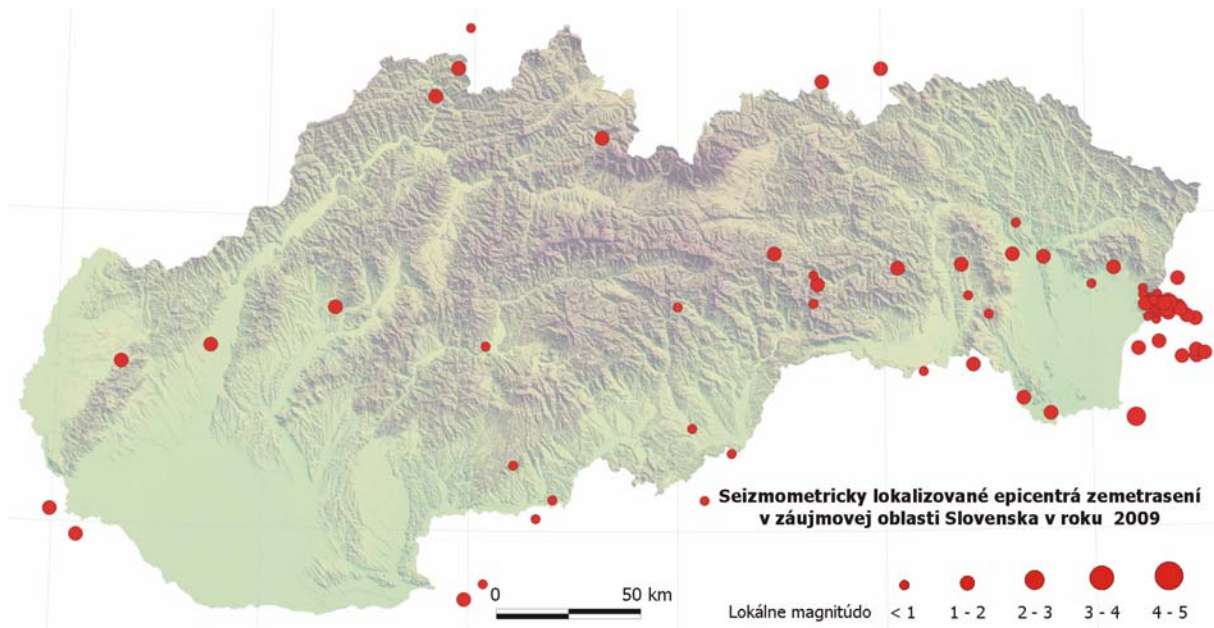 Seizmometricky lokalizované epicentrá zemetrasení
v záujmovej oblasti Slovenska v roku 2009
0 50 km
Lokálne magnitúdo < 1 1 - 2 2 - 3 3 - 4 4 - 5